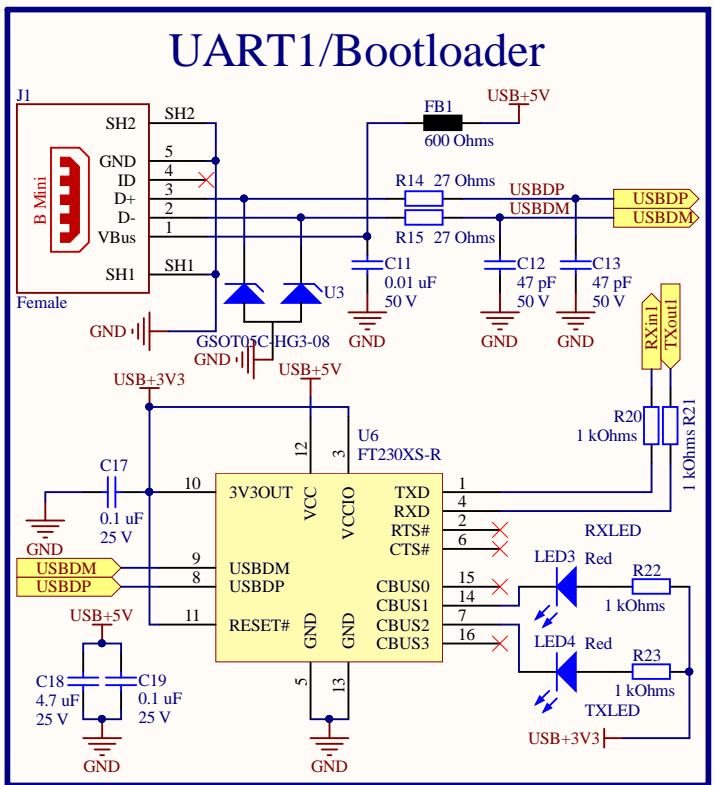 UART1/Bootloader
J1
SH2
SH2
GND
5
ID
4
D+
3
D-
2
VBus
1
SH1
SH1
B Mini
Female
GND
FB1
600 Ohms
USB+5V
R14
27 Ohms
USBDP
USBDP
USBDM
USBDM
R15
27 Ohms
C11
0.01 uF
50 V
GND
C12
47 pF
50 V
GND
C13
47 pF
50 V
GND
U3
GSOT05C-HG3-08
GND
RXin1
TXout1
R20
1 kOhms
R21
1 kOhms
USB+3V3
USB+5V
U6
FT230XS-R
12
3
VCC
VCCIO
C17
0.1 uF
25 V
GND
10
3V3OUT
USBDM
9
USBDM
USBDP
8
USBDP
11
RESET#
TXD
1
RXD
4
RTS#
2
CTS#
6
CBUS0
15
CBUS1
14
CBUS2
7
CBUS3
16
GND
GND
5
13
GND
RXLED
LED3
Red
R22
1 kOhms
LED4
Red
R23
1 kOhms
TXLED
USB+3V3
USB+5V
C18
4.7 uF
25 V
C19
0.1 uF
25 V
GND